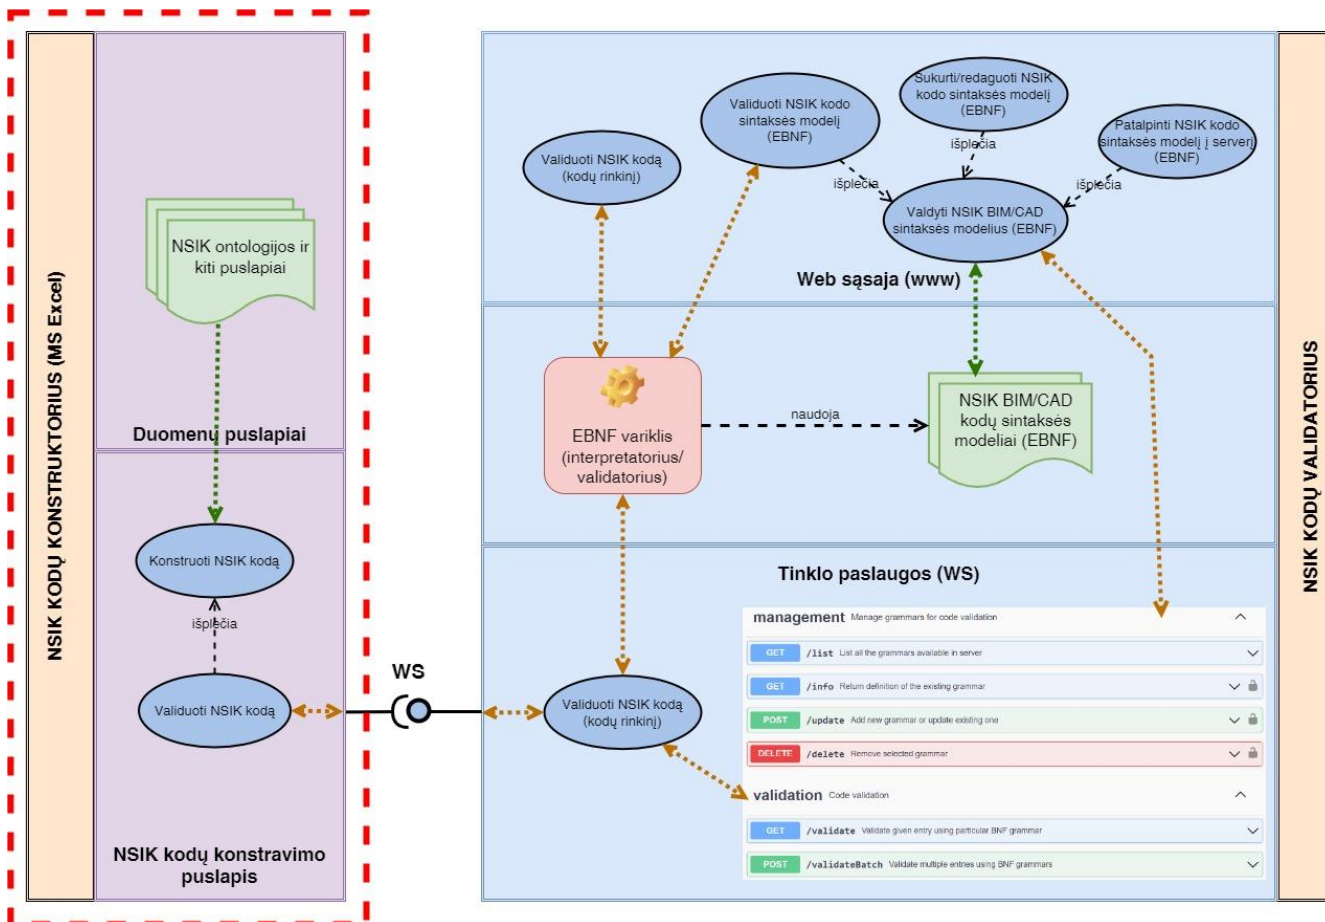 NSIK KODŲ KONSTRUKTORIUS (MS Excel)
NSIK ontologijos ir
kiti puslapiai
Duomenų puslapiai
Konstruoti NSIK kodą
išplečia
Validuoti NSIK kodą
NSIK kodų konstravimo
puslapis
WS
Validuoti NSIK kodą
(kodų rinkinį)
Validuoti NSIK kodo
sintaksės modelį
(EBNF)
Sukurti/redaguoti NSIK
kodo sintaksės modelį
(EBNF)
Patalpinti NSIK kodo
sintaksės modelį į serverį
(EBNF)
išplečia
išplečia
išplečia
Valdyti NSIK BIM/CAD
sintaksės modelius (EBNF)
Web sąsaja (www)
EBNF variklis
(interpretatorius/
validatorius)
naudoja
NSIK BIM/CAD
kodų sintaksės
modeliai (EBNF)
Tinklo paslaugos (WS)
Validuoti NSIK kodą
(kodų rinkinį)
management Manage grammars for code validation
GET /list List all the grammars available in server
GET /info Return definition of the existing grammar
POST /update Add new grammar or update existing one
DELETE /delete Remove selected grammar
validation Code validation
GET /validate Validate given entry using particular BNF grammar
POST /validateBatch Validate multiple entries using BNF grammars
NSIK KODŲ VALIDATORIUS